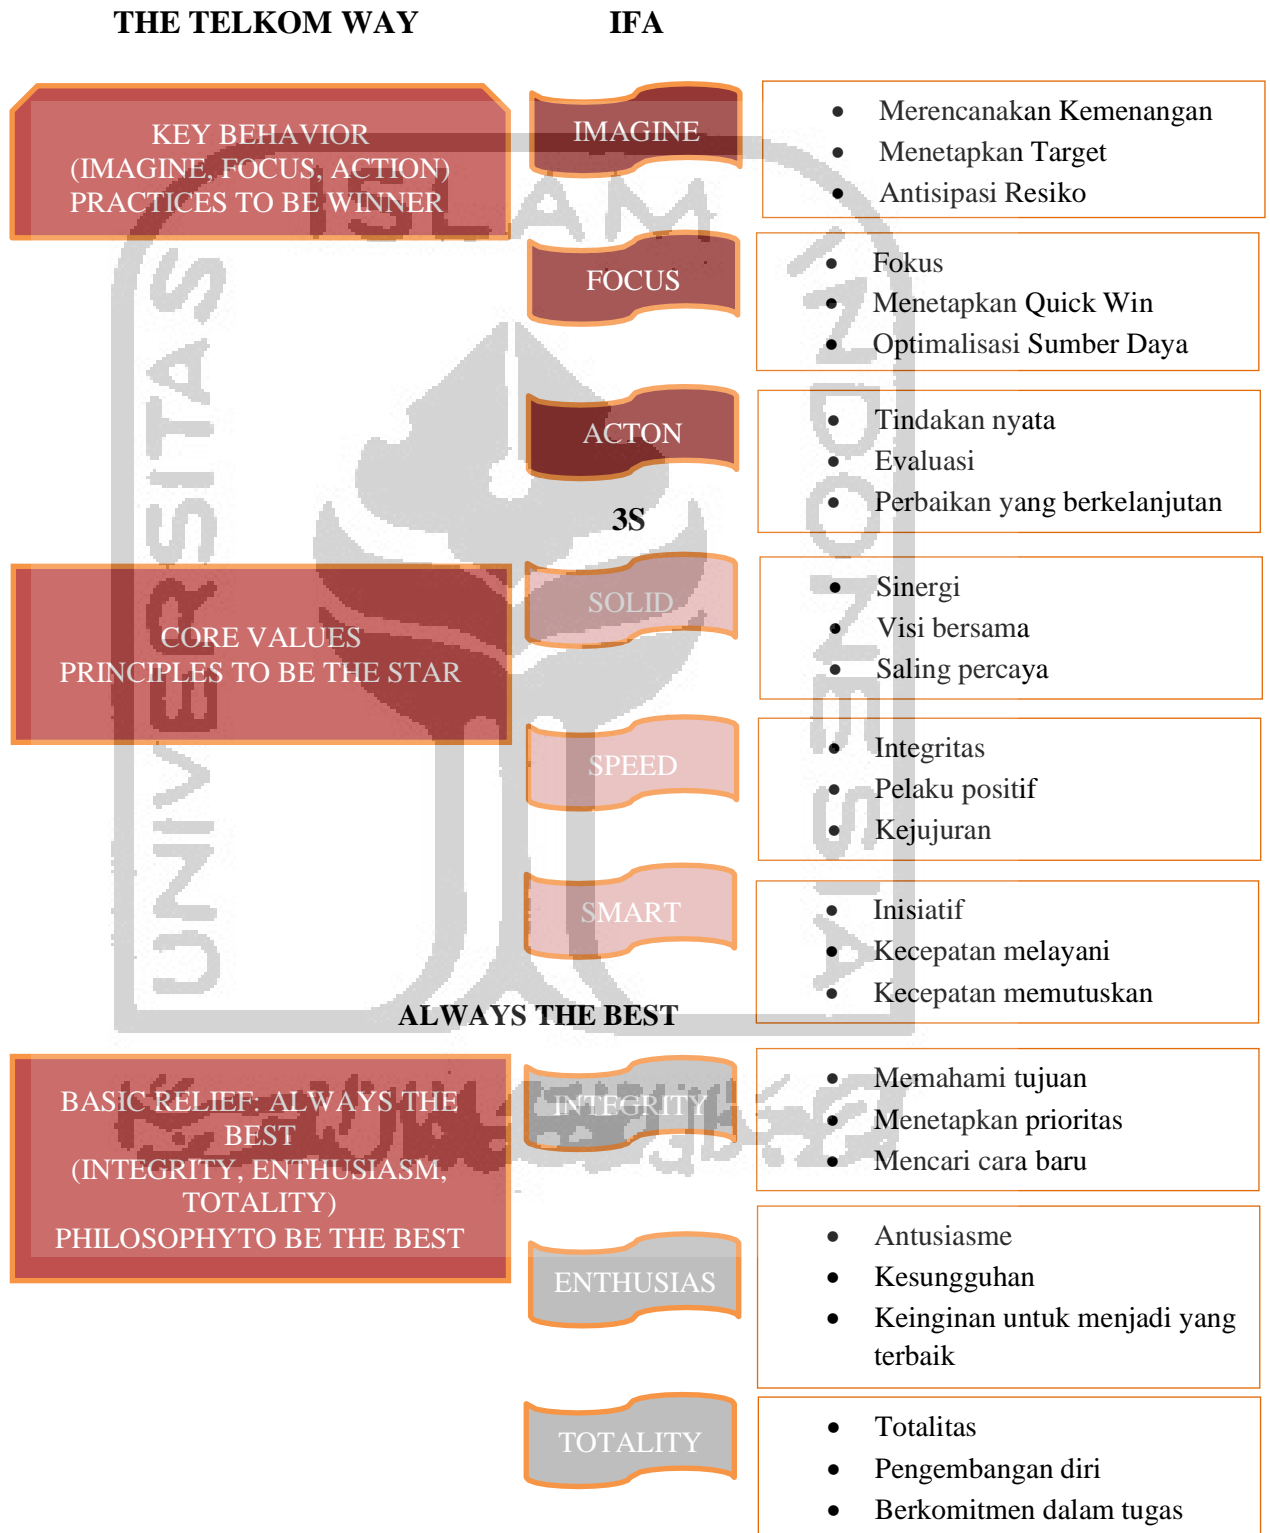 THE TELKOM WAY
IFA
KEY BEHAVIOR
(IMAGINE, FOCUS, ACTION)
PRACTICES TO BE WINNER
IMAGINE
• Merencanakan Kemenangan
• Menetapkan Target
• Antisipasi Resiko
FOCUS
• Fokus
• Menetapkan Quick Win
• Optimalisasi Sumber Daya
ACTON
• Tindakan nyata
• Evaluasi
• Perbaikan yang berkelanjutan
3S
CORE VALUES
PRINCIPLES TO BE THE STAR
SOLID
• Sinergi
• Visi bersama
• Saling percaya
SPEED
• Integritas
• Pelaku positif
• Kejujuran
SMART
• Inisiatif
• Kecepatan melayani
• Kecepatan memutuskan
ALWAYS THE BEST
BASIC RELIEF: ALWAYS THE
BEST
(INTEGRITY, ENTHUSIASM,
TOTALITY)
PHILOSOPHYTO BE THE BEST
INTEGRITY
• Memahami tujuan
• Menetapkan prioritas
• Mencari cara baru
ENTHUSIAS
• Antusiasme
• Kesungguhan
• Keinginan untuk menjadi yang
terbaik
TOTALITY
• Totalitas
• Pengembangan diri
• Berkomitmen dalam tugas
UNIVERSITAS
ISLAM
INDONESIA